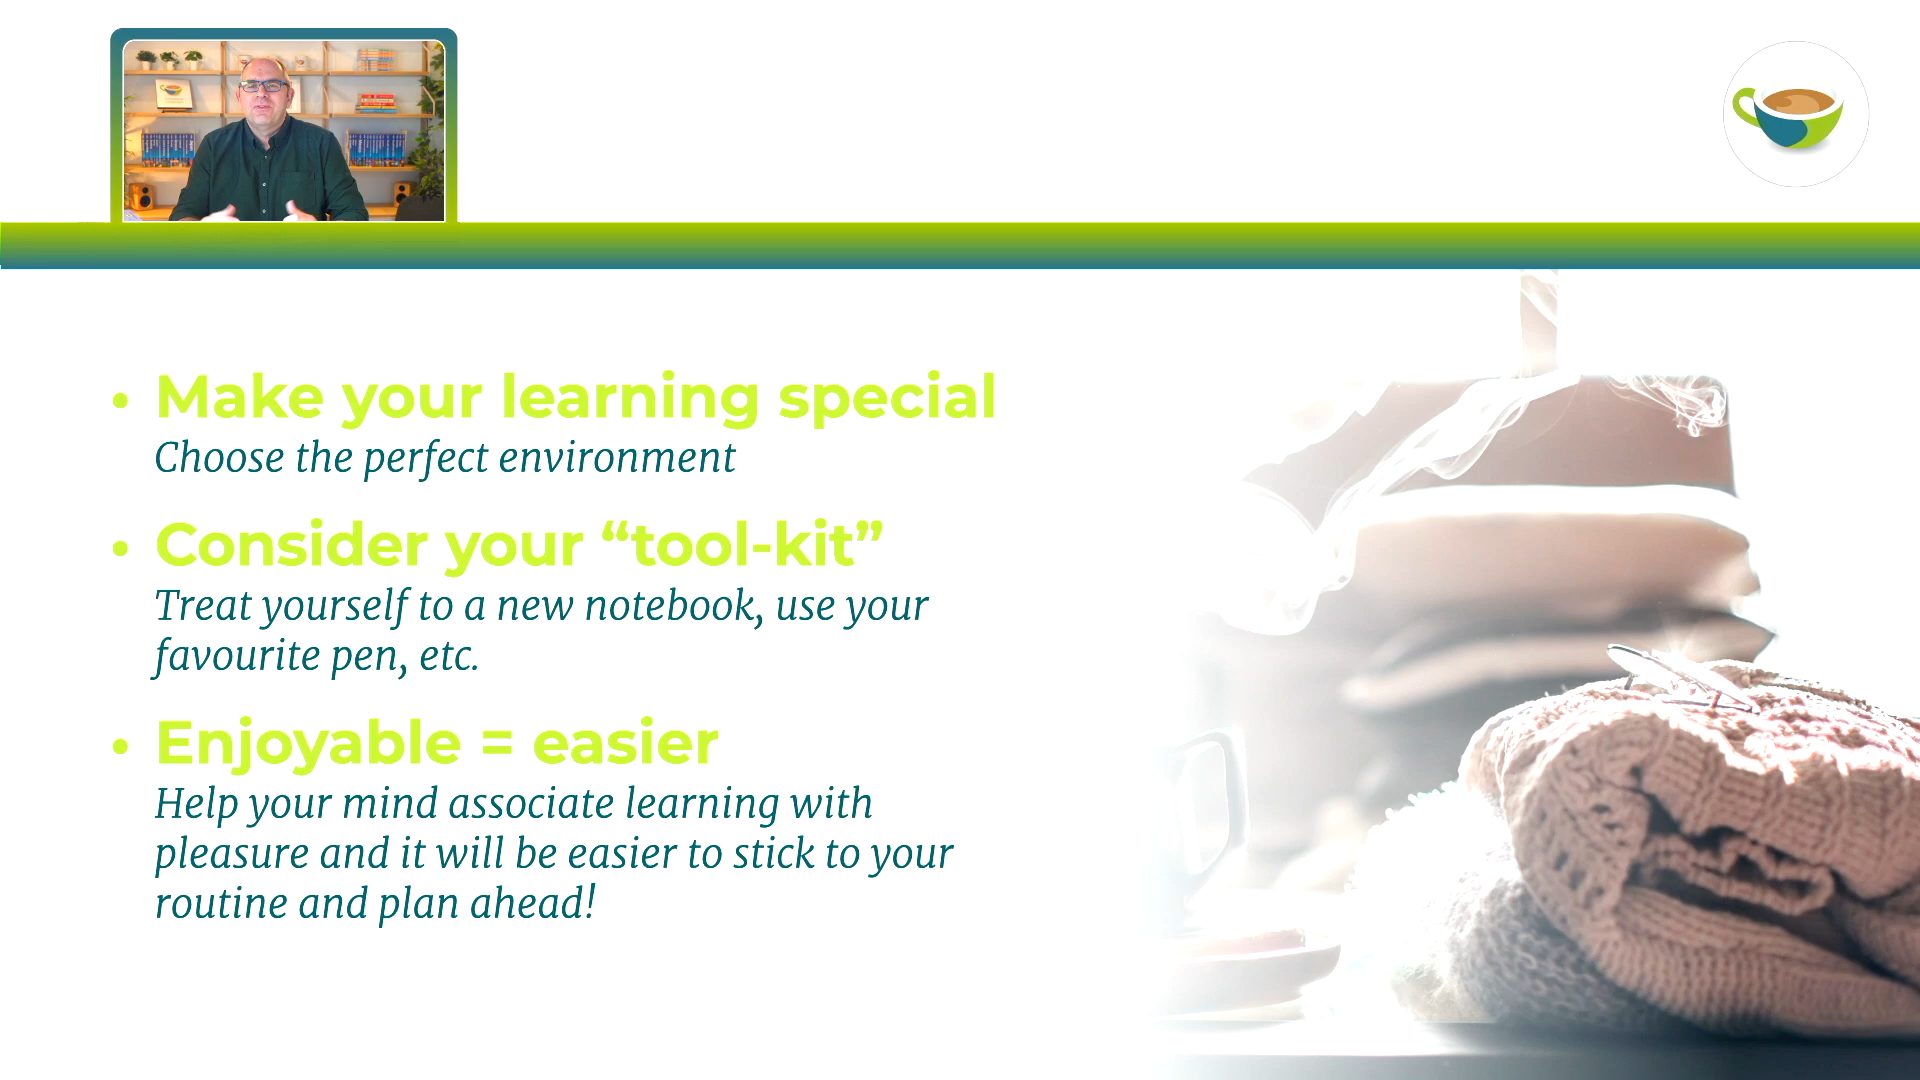 • Make your learning special
Choose the perfect environment
• Consider your “tool-kit”
Treat yourself to a new notebook, use your
favourite pen, etc.
• Enjoyable = easier
Help your mind associate learning with
pleasure and it will be easier to stick to your
routine and plan ahead!